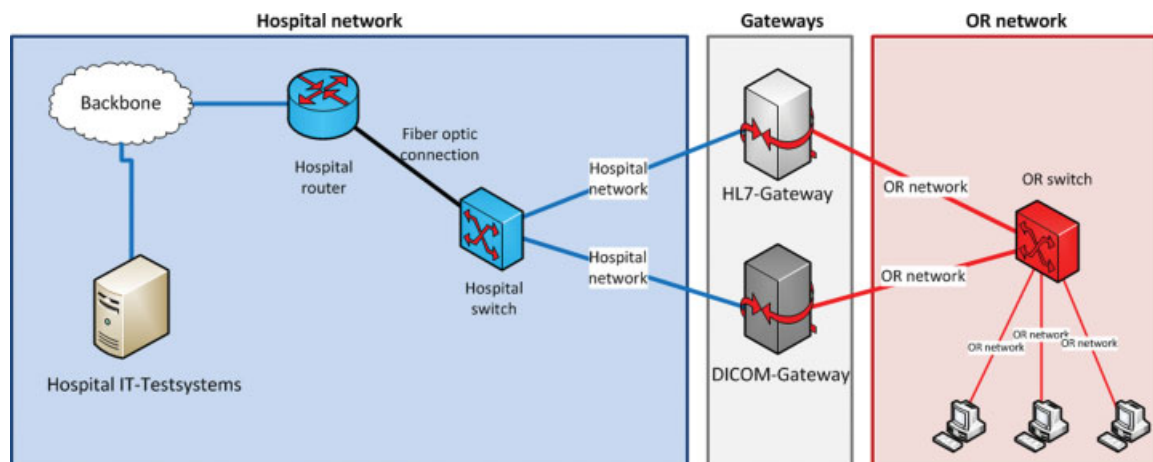 Hospital network
Gateways
OR network
Backbone
Fiber optic
connection
Hospital
router
Hospital
network
HL7-Gateway
OR network
OR switch
Hospital
switch
Hospital
network
OR network
DICOM-Gateway
Hospital IT-Testsystems
OR network
OR network
OR network